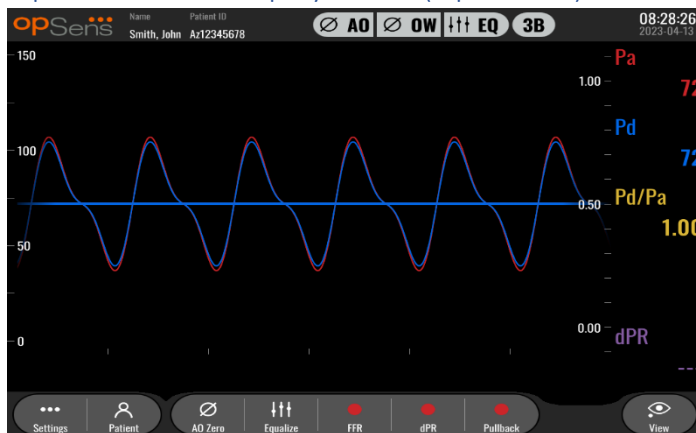 opSens
Name Patient ID
Smith, John Az12345678
AO OW EQ 3B
08:28:26
2023-04-13
150
100
50
0
1.00
0.50
0.00
Pa
72
Pd
72
Pd/Pa
1.00
dPR
Settings Patient AO Zero Equalize FFR dPR Pullback View